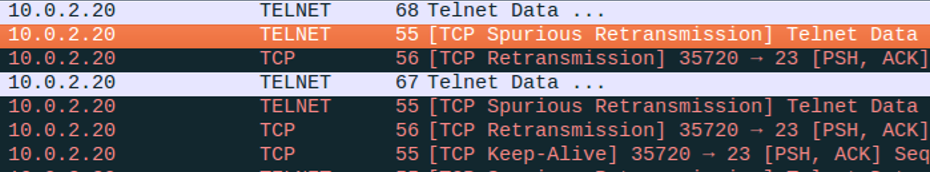 10.0.2.20 TELNET 68 Telnet Data ...
10.0.2.20 TELNET 55 [TCP Spurious Retransmission] Telnet Data
10.0.2.20 TCP 56 [TCP Retransmission] 35720 → 23 [PSH, ACK]
10.0.2.20 TELNET 67 Telnet Data ...
10.0.2.20 TELNET 55 [TCP Spurious Retransmission] Telnet Data
10.0.2.20 TCP 56 [TCP Retransmission] 35720 → 23 [PSH, ACK]
10.0.2.20 TCP 55 [TCP Keep-Alive] 35720 → 23 [PSH, ACK] Seq